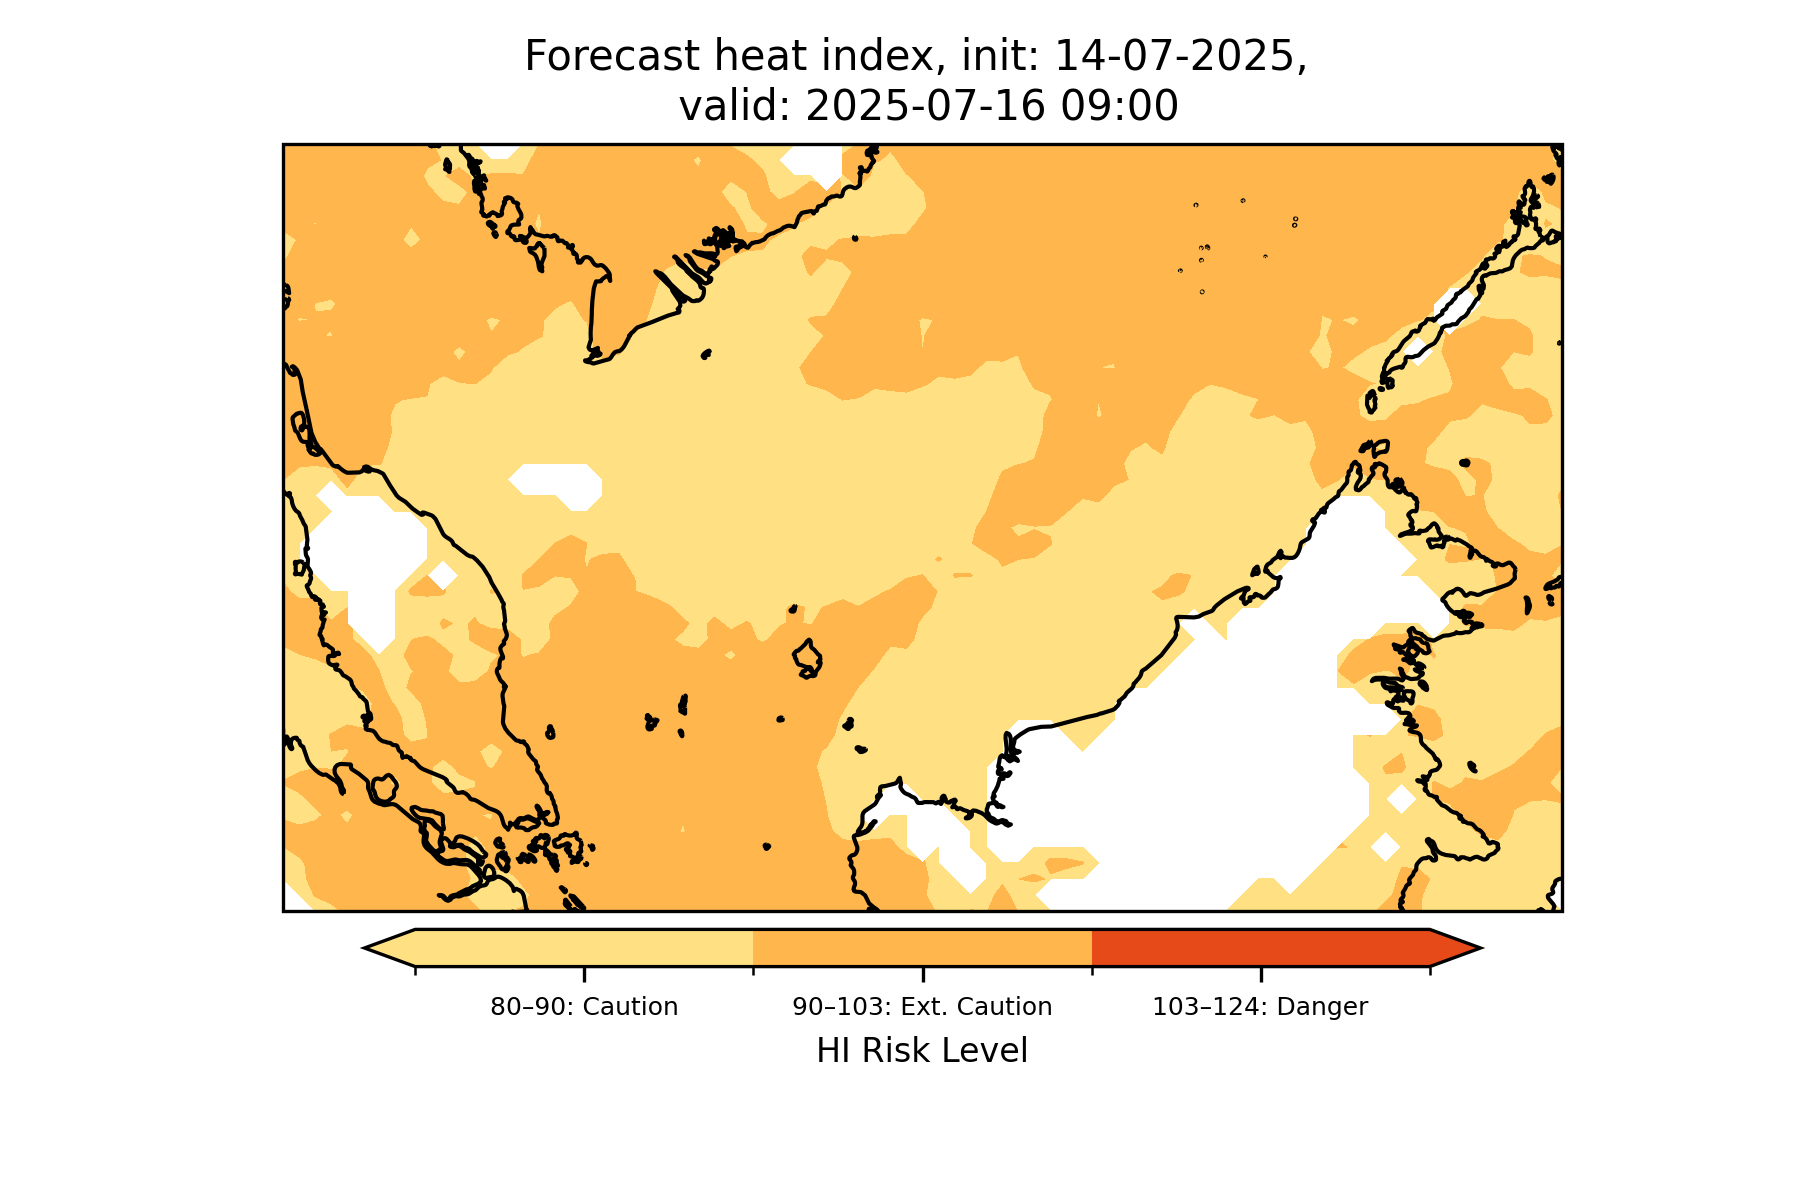 Forecast heat index, init: 14-07-2025,
valid: 2025-07-16 09:00
80–90: Caution
90–103: Ext. Caution
103–124: Danger
HI Risk Level